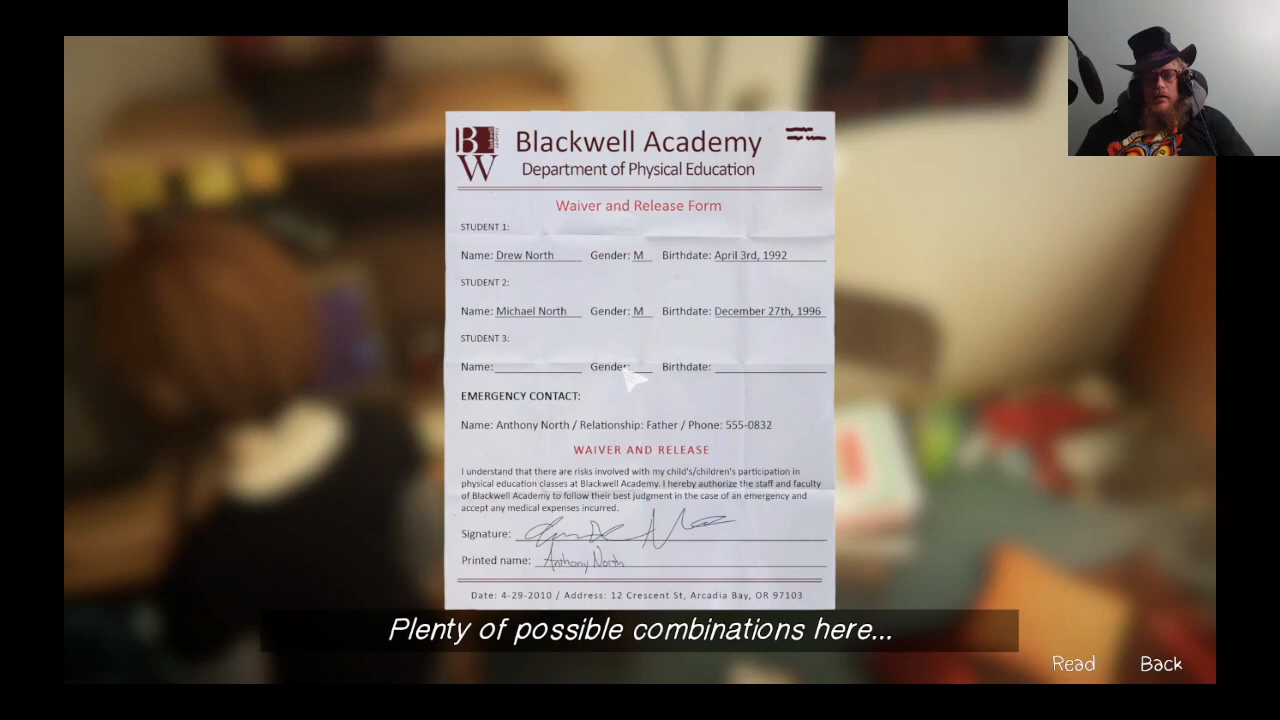 BW Blackwell Academy
Department of Physical Education
Waiver and Release Form
STUDENT 1:
Name: Drew North Gender: M Birthdate: April 3rd, 1992
STUDENT 2:
Name: Michael North Gender: M Birthdate: December 27th, 1996
STUDENT 3:
Name: Gender: Birthdate:
EMERGENCY CONTACT:
Name: Anthony North / Relationship: Father / Phone: 555-0832
WAIVER AND RELEASE
I understand that there are risks involved with my child's/children's participation in
physical education classes at Blackwell Academy. I hereby authorize the staff and faculty
of Blackwell Academy to follow their best judgment in the case of an emergency and
accept any medical expenses incurred.
Signature:
Printed name: Anthony North
Date: 4-29-2010 / Address: 12 Crescent St, Arcadia Bay, OR 97103
Plenty of possible combinations here...
Read Back